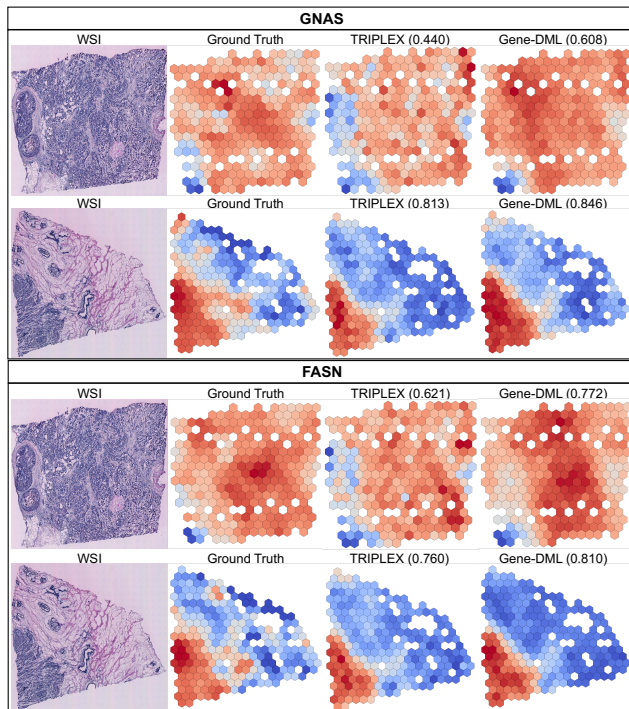 GNAS
WSI Ground Truth TRIPLEX (0.440) Gene-DML (0.608)
WSI Ground Truth TRIPLEX (0.813) Gene-DML (0.846)
FASN
WSI Ground Truth TRIPLEX (0.621) Gene-DML (0.772)
WSI Ground Truth TRIPLEX (0.760) Gene-DML (0.810)